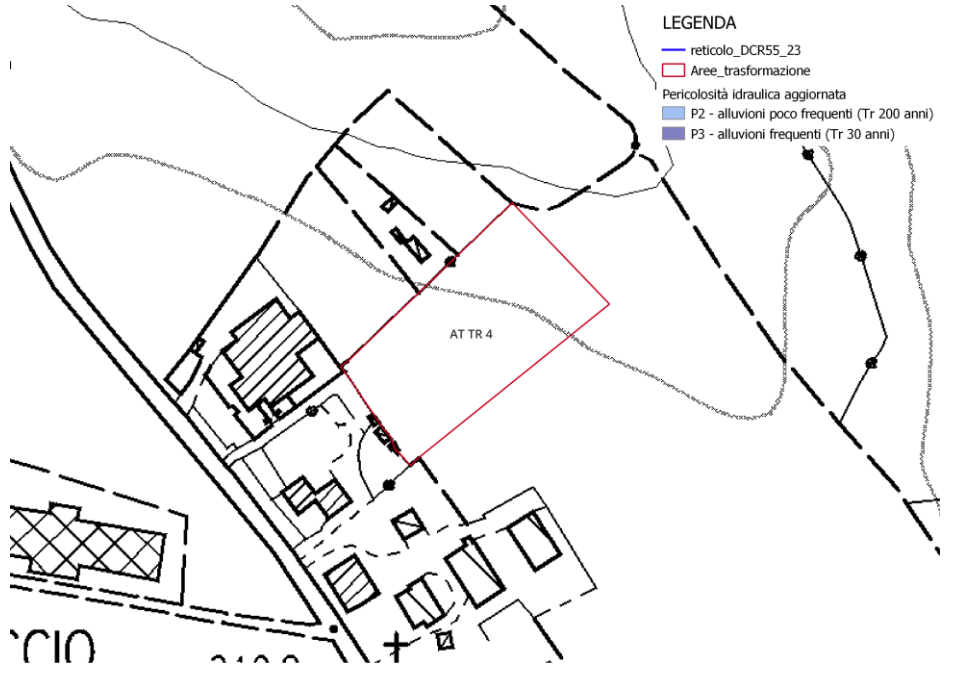 LEGENDA
reticolo_DCR55_23
Aree_trasformazione
Pericolosità idraulica aggiornata
P2 - alluvioni poco frequenti (Tr 200 anni)
P3 - alluvioni frequenti (Tr 30 anni)
AT TR 4
CCIO